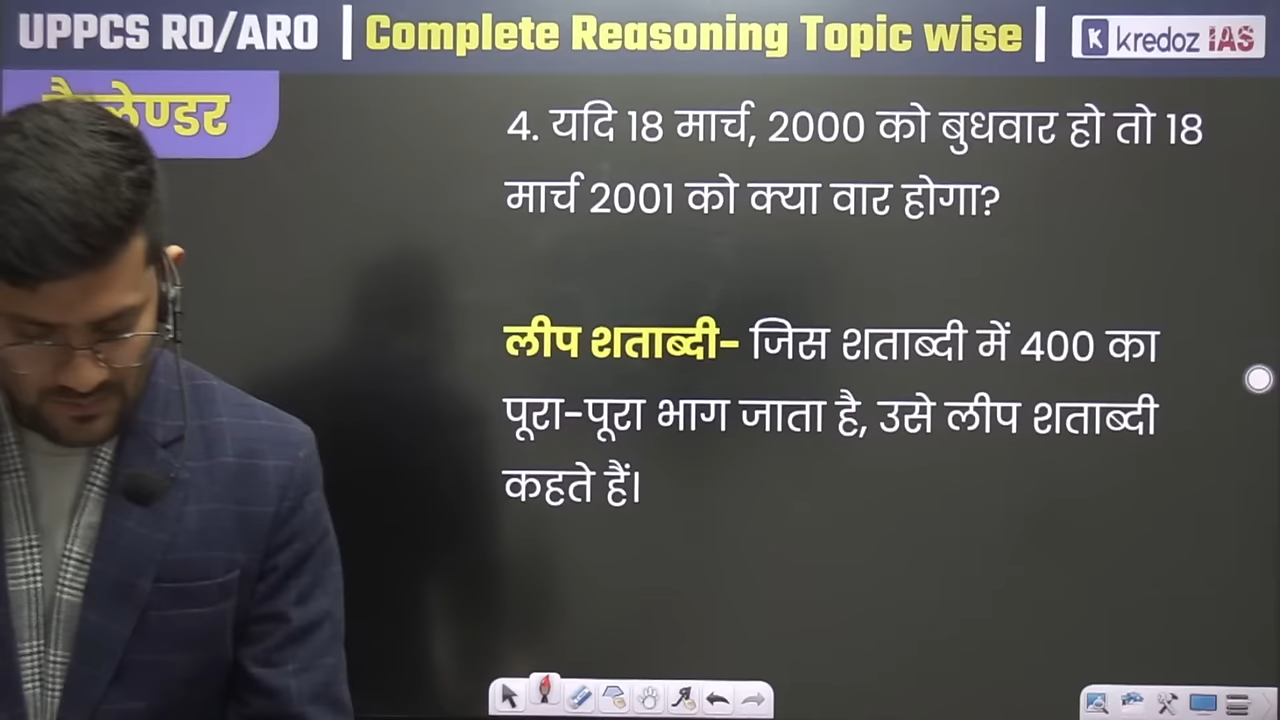 UPPCS RO/ARO | Complete Reasoning Topic wise | K kredoz IAS
4. यदि 18 मार्च, 2000 को बुधवार हो तो 18
मार्च 2001 को क्या वार होगा?
लीप शताब्दी- जिस शताब्दी में 400 का
पूरा-पूरा भाग जाता है, उसे लीप शताब्दी
कहते हैं।